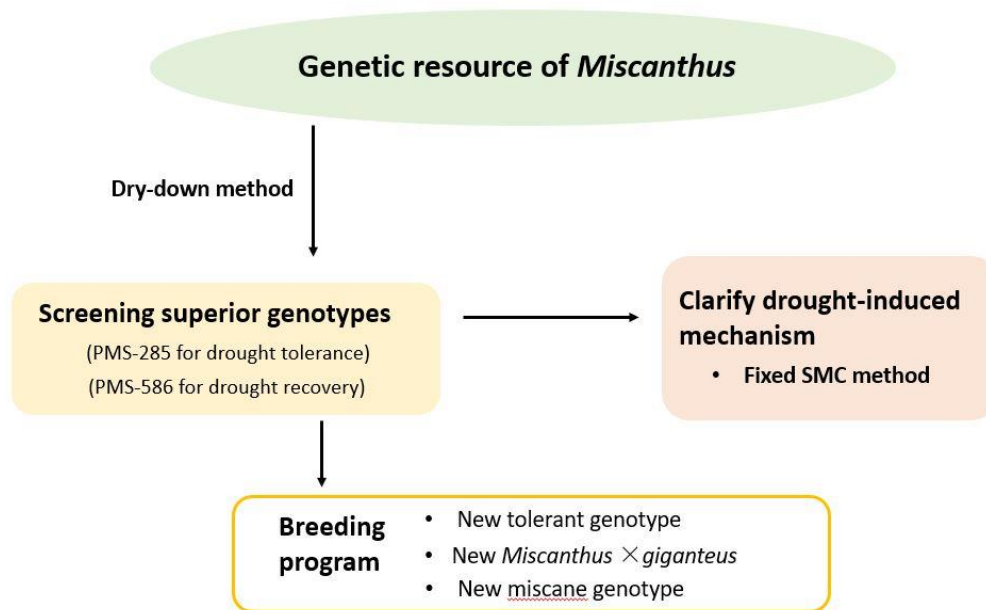 Genetic resource of Miscanthus
Dry-down method
Screening superior genotypes
(PMS-285 for drought tolerance)
(PMS-586 for drought recovery)
Clarify drought-induced
mechanism
• Fixed SMC method
Breeding
program
• New tolerant genotype
• New Miscanthus × giganteus
• New miscane genotype